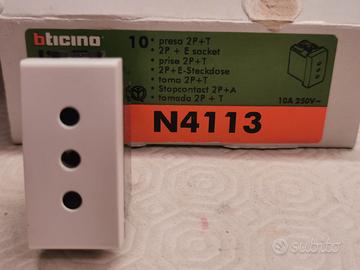 bticino
10: presa 2P+T
2P + E socket
prise 2P+T
2P+E-Steckdose
toma 2P+T
Stopcontact 2P+A
tomada 2P + T
10A 250V~
N4113
subito